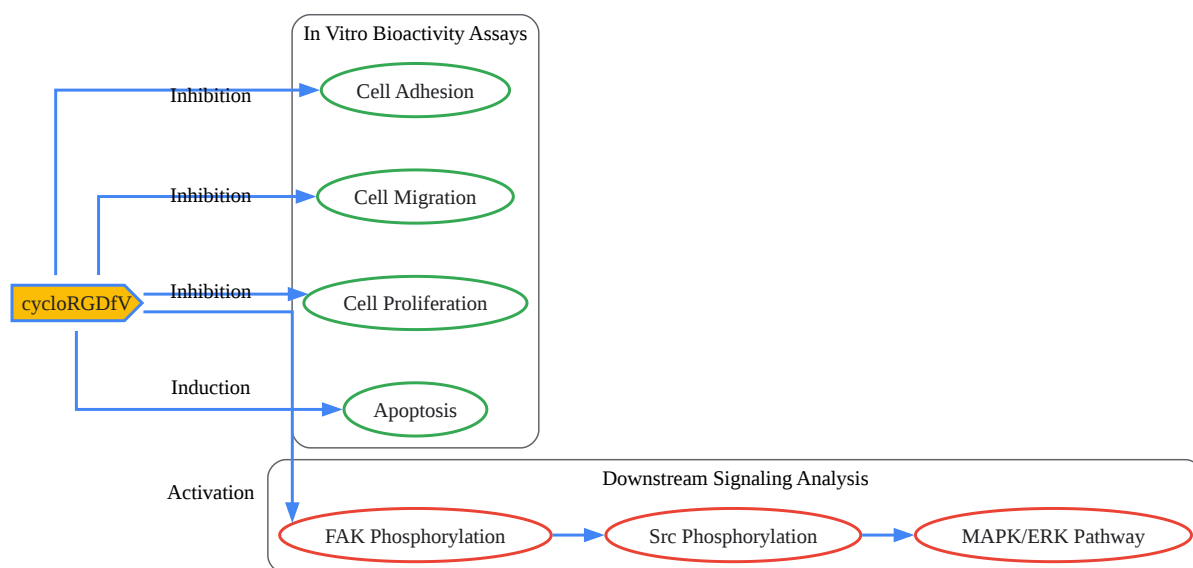 In Vitro Bioactivity Assays
Inhibition
Cell Adhesion
Inhibition
Cell Migration
cycloRGDfV
Inhibition
Cell Proliferation
Induction
Apoptosis
Activation
Downstream Signaling Analysis
FAK Phosphorylation
Src Phosphorylation
MAPK/ERK Pathway